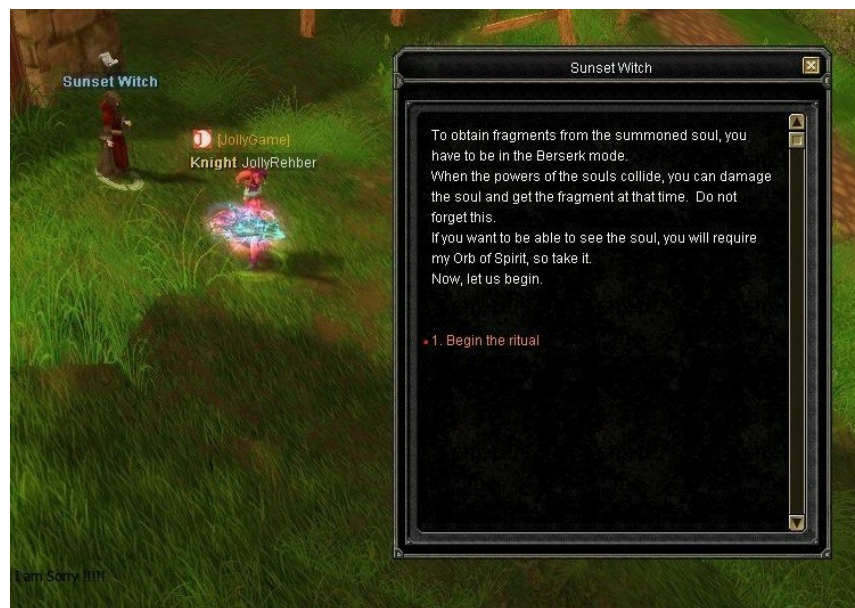 Sunset Witch
[JollyGame]
Knight JollyRehber
Sunset Witch
To obtain fragments from the summoned soul, you
have to be in the Berserk mode.
When the powers of the souls collide, you can damage
the soul and get the fragment at that time. Do not
forget this.
If you want to be able to see the soul, you will require
my Orb of Spirit, so take it.
Now, let us begin.
1. Begin the ritual
I am Sorry !!!!!